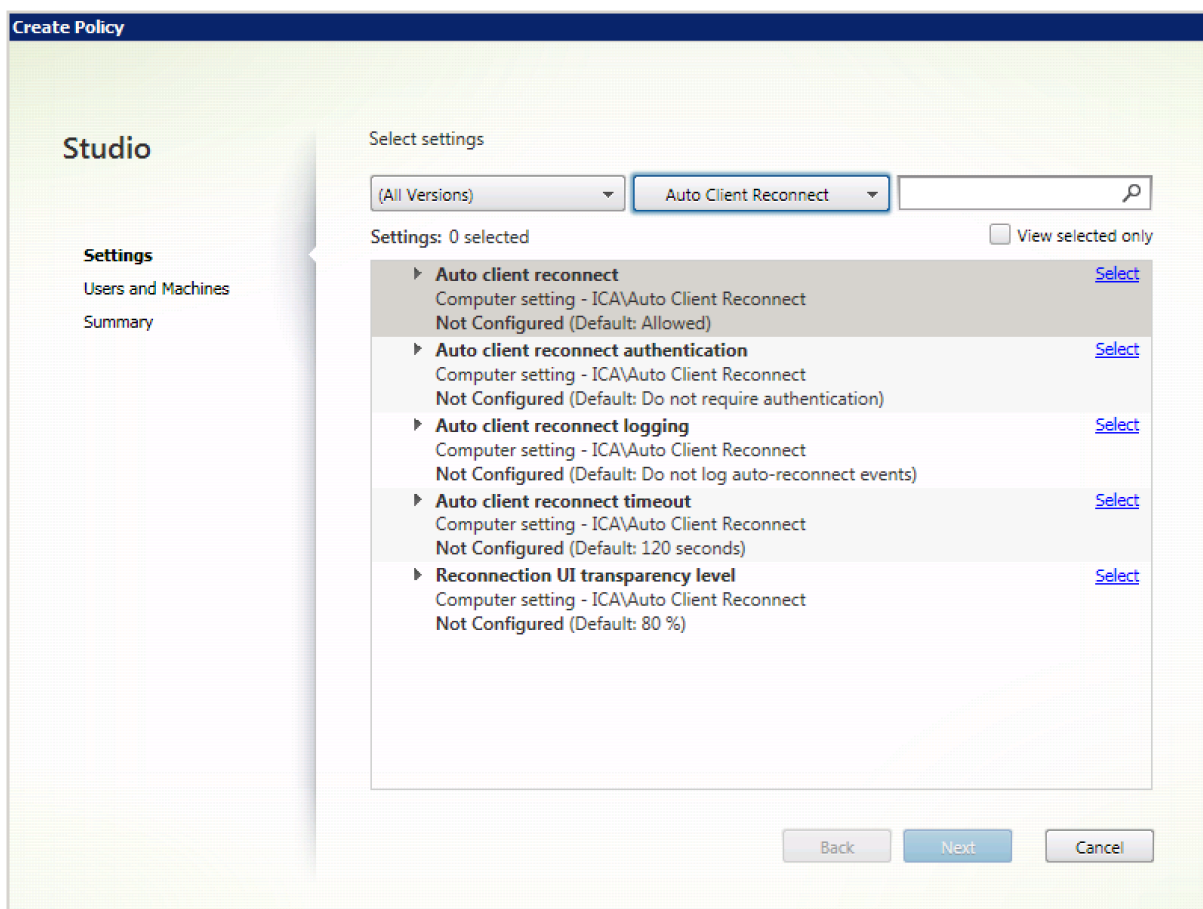 Create Policy
Studio
Settings
Users and Machines
Summary
Select settings
(All Versions)
Auto Client Reconnect
Settings: 0 selected
View selected only
Auto client reconnect
Select
Computer setting - ICA\Auto Client Reconnect
Not Configured (Default: Allowed)
Auto client reconnect authentication
Select
Computer setting - ICA\Auto Client Reconnect
Not Configured (Default: Do not require authentication)
Auto client reconnect logging
Select
Computer setting - ICA\Auto Client Reconnect
Not Configured (Default: Do not log auto-reconnect events)
Auto client reconnect timeout
Select
Computer setting - ICA\Auto Client Reconnect
Not Configured (Default: 120 seconds)
Reconnection UI transparency level
Select
Computer setting - ICA\Auto Client Reconnect
Not Configured (Default: 80 %)
Back
Next
Cancel